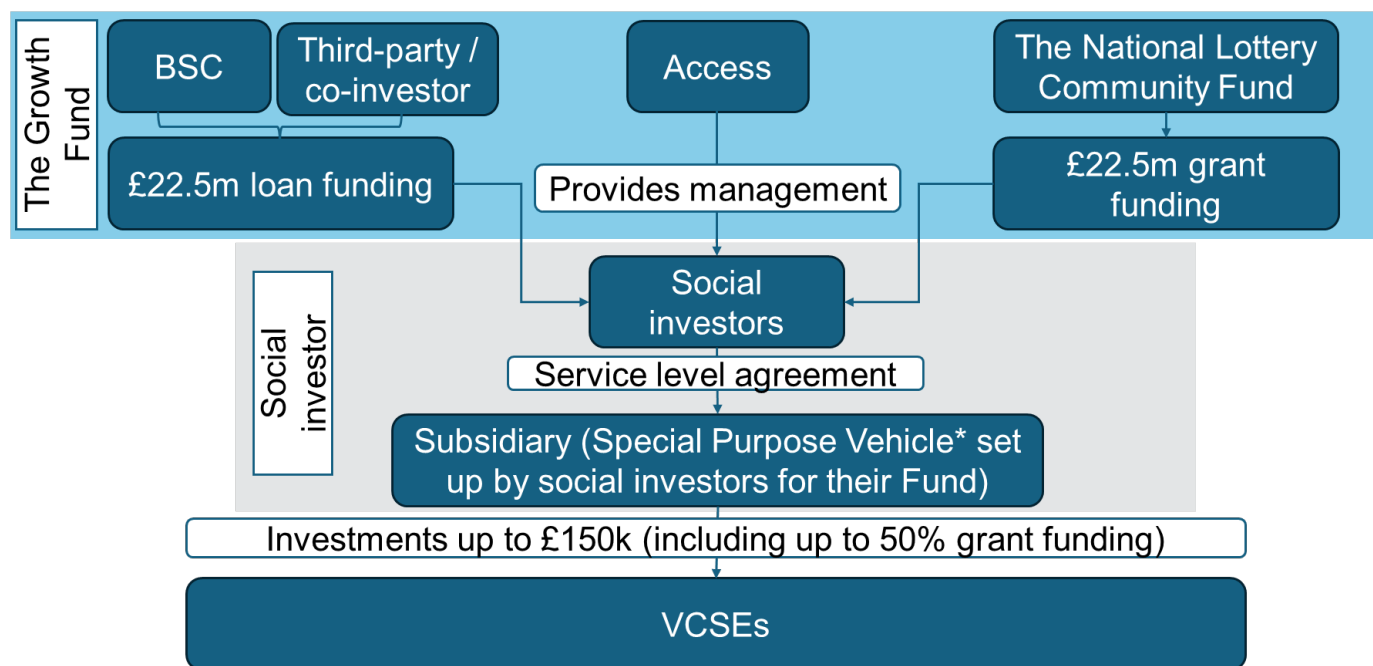 The Growth
Fund
BSC
Third-party /
co-investor
Access
The National Lottery
Community Fund
£22.5m loan funding
Provides management
£22.5m grant
funding
Social
investor
Social
investors
Service level agreement
Subsidiary (Special Purpose Vehicle* set
up by social investors for their Fund)
Investments up to £150k (including up to 50% grant funding)
VCSEs